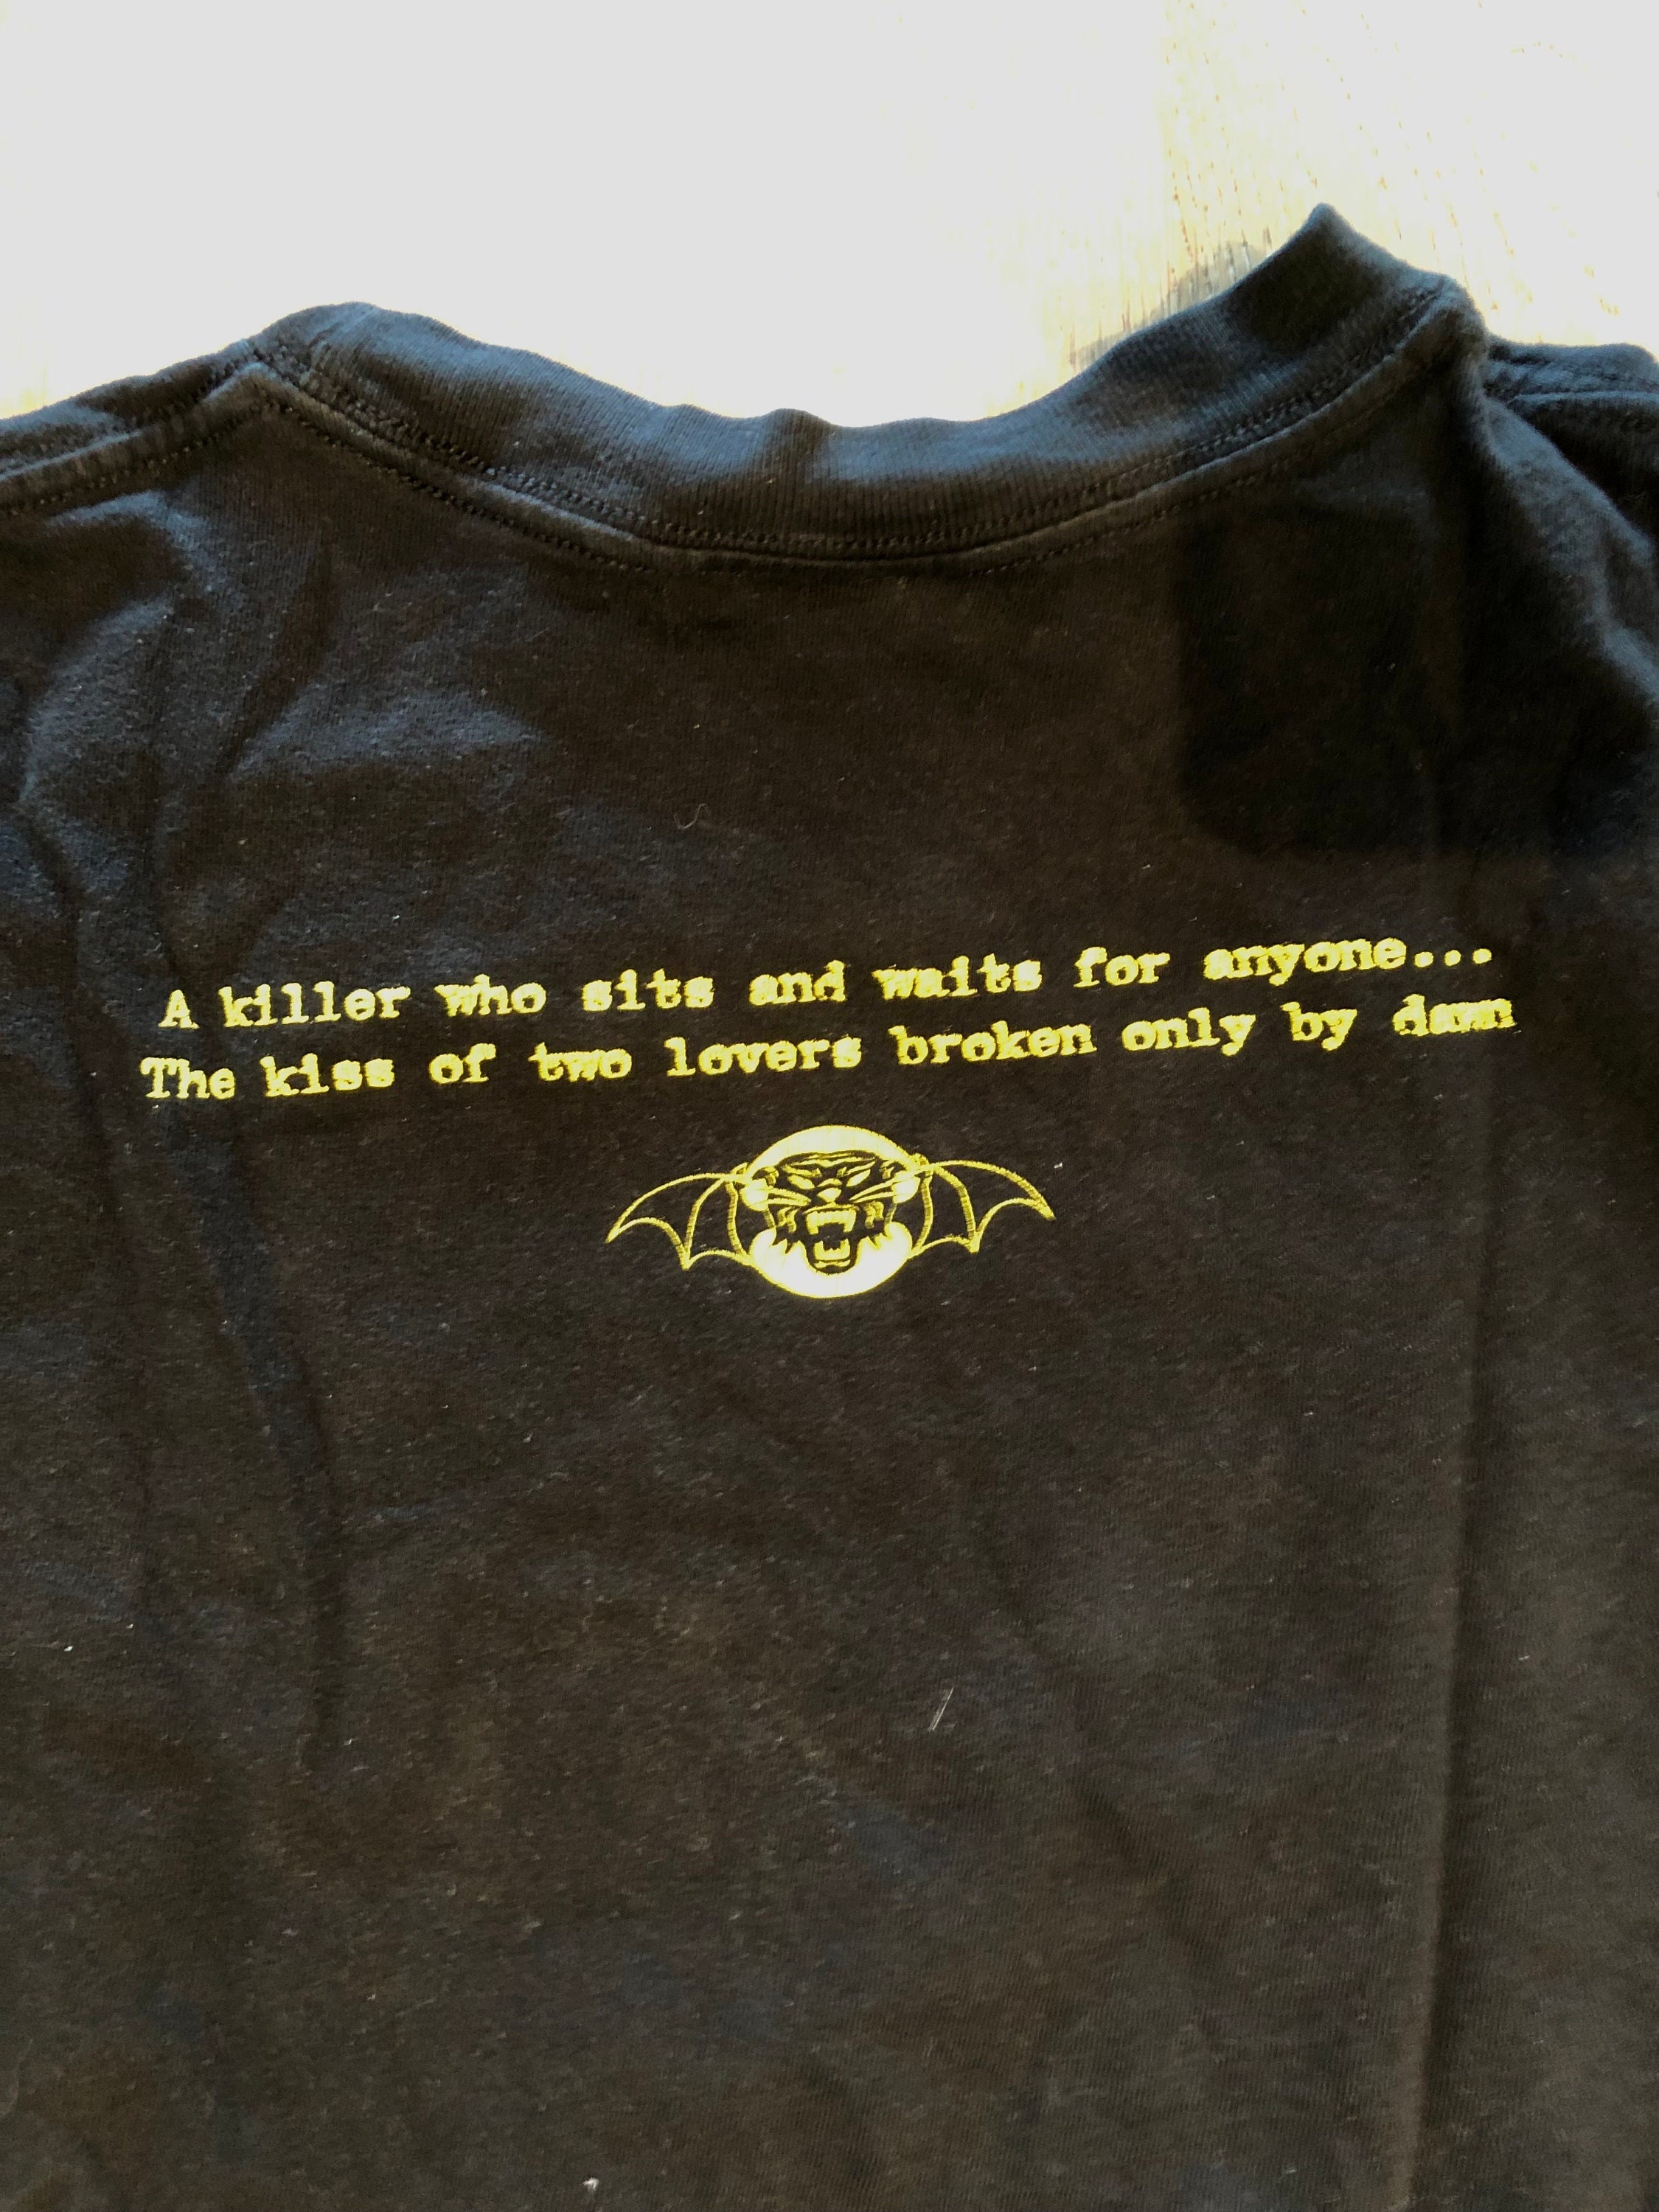 A killer who sits and waits for anyone...
The kiss of two lovers broken only by dawn